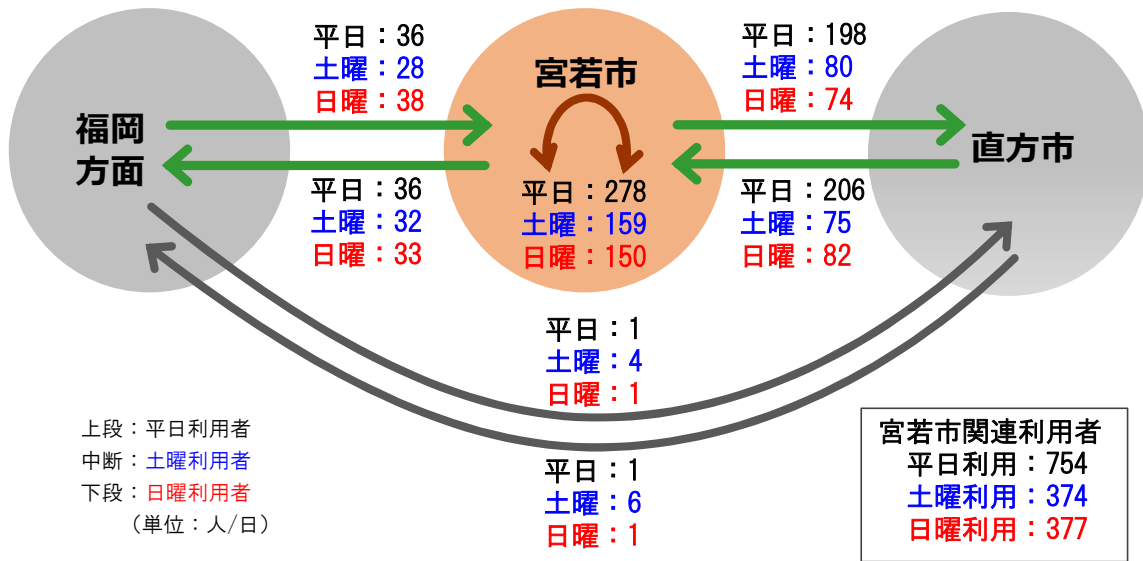 平日：36
土曜：28
日曜：38
平日：198
土曜：80
日曜：74
福岡
方面
宮若市
直方市
平日：36
土曜：32
日曜：33
平日：278
土曜：159
日曜：150
平日：206
土曜：75
日曜：82
平日：1
土曜：4
日曜：1
平日：1
土曜：6
日曜：1
上段：平日利用者
中断：土曜利用者
下段：日曜利用者
（単位：人/日）
宮若市関連利用者
平日利用：754
土曜利用：374
日曜利用：377